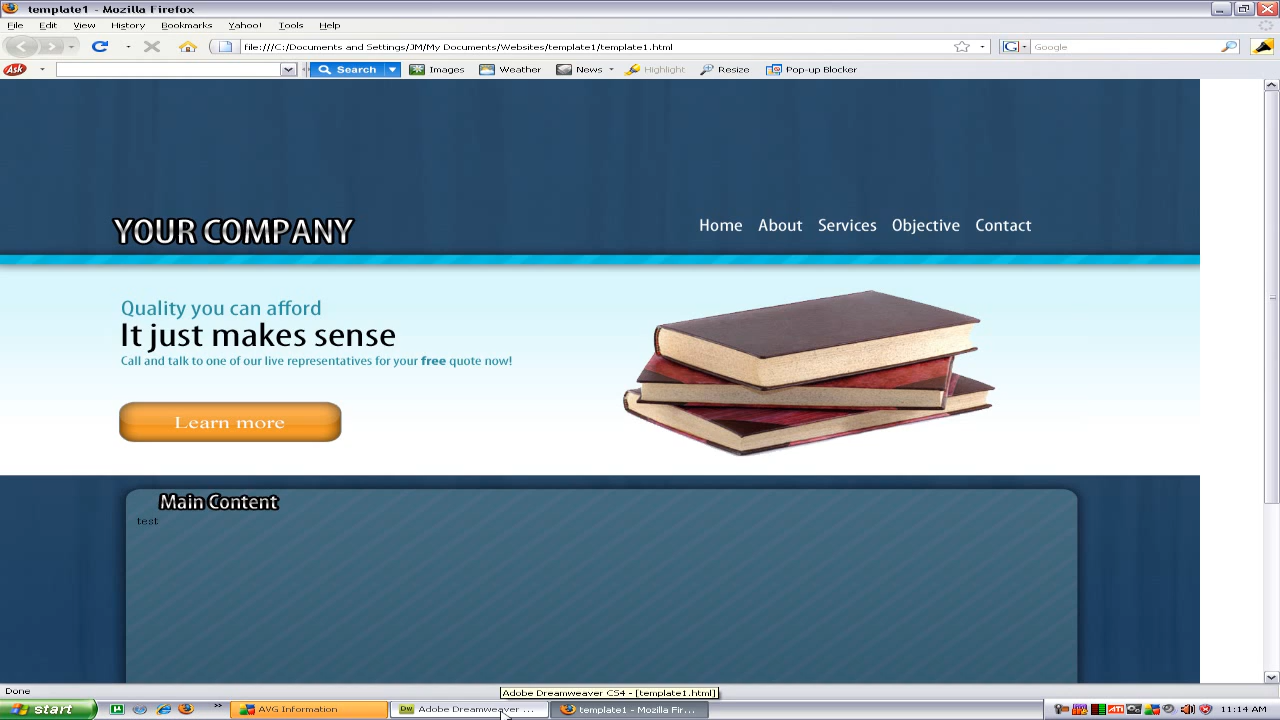 template1 - Mozilla Firefox
File Edit View History Bookmarks Yahoo! Tools Help
file:///C:/Documents and Settings/JM/My Documents/Websites/template1/template1.html
G Google
Ask Search Images Weather News Highlight Resize Pop-up Blocker
YOUR COMPANY
Home About Services Objective Contact
Quality you can afford
It just makes sense
Call and talk to one of our live representatives for your free quote now!
Learn more
Main Content
test
Done
Adobe Dreamweaver CS4 - [template1.html]
start AVG Information Dw Adobe Dreamweaver ... template1 - Mozilla Fir... ATI 11:14 AM